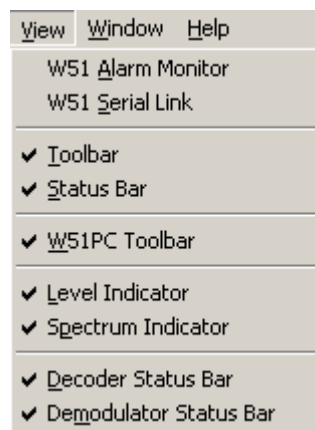 View Window Help
W51 Alarm Monitor
W51 Serial Link
Toolbar
Status Bar
W51PC Toolbar
Level Indicator
Spectrum Indicator
Decoder Status Bar
Demodulator Status Bar